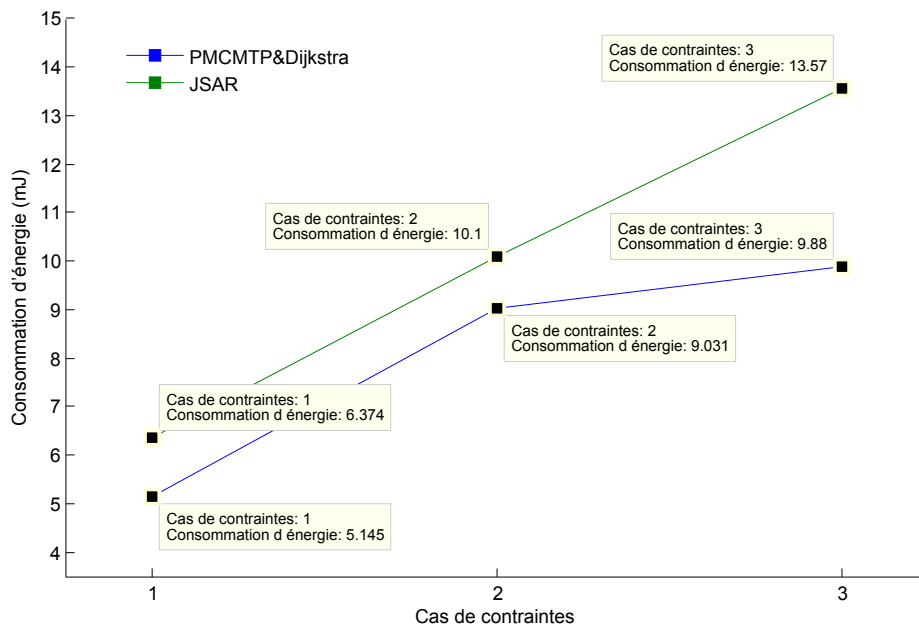 15
14
13
12
11
10
9
8
7
6
5
4
Consommation d'énergie (mJ)
PMCMTP&Dijkstra
JSAR
Cas de contraintes: 3
Consommation d énergie: 13.57
Cas de contraintes: 2
Consommation d énergie: 10.1
Cas de contraintes: 3
Consommation d énergie: 9.88
Cas de contraintes: 2
Consommation d énergie: 9.031
Cas de contraintes: 1
Consommation d énergie: 6.374
Cas de contraintes: 1
Consommation d énergie: 5.145
1
2
3
Cas de contraintes